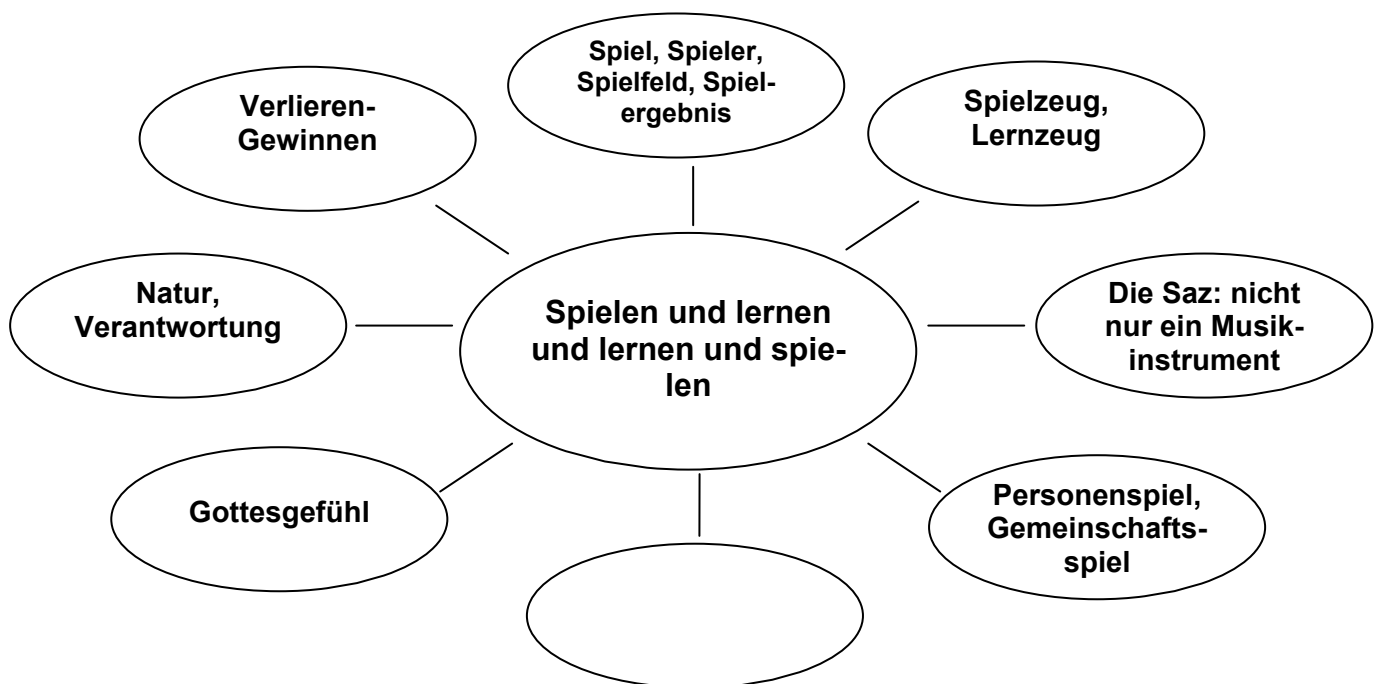 Spiel, Spieler,
Spielfeld, Spiel-
ergebnis
Verlieren-
Gewinnen
Spielzeug,
Lernzeug
Natur,
Verantwortung
Spielen und lernen
und lernen und spie-
len
Die Saz: nicht
nur ein Musik-
instrument
Gottesgefühl
Personenspiel,
Gemeinschafts-
spiel